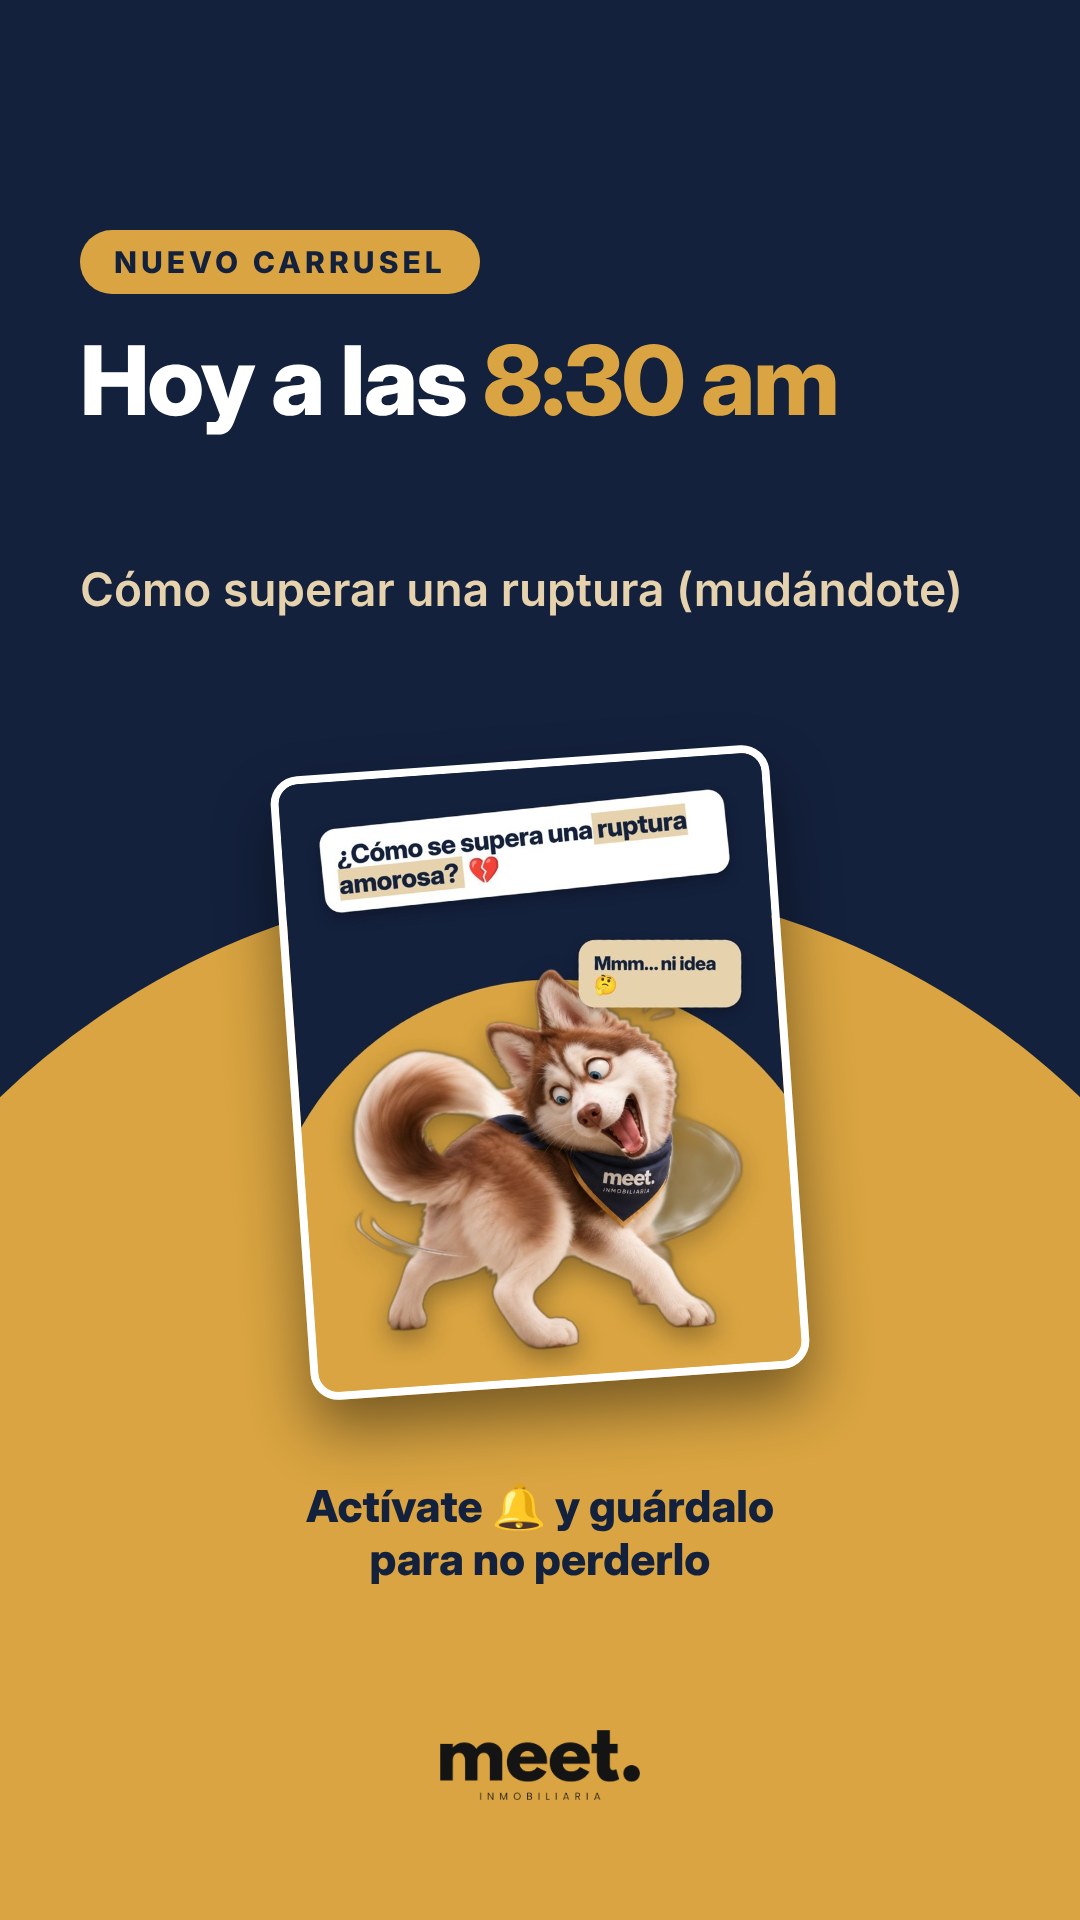 NUEVO CARRUSEL
Hoy a las 8:30 am
Cómo superar una ruptura (mudándote)
¿Cómo se supera una ruptura
amorosa? 💔
Mmm... ni idea
🤔
meet.
INMOBILIARIA
Actívate 🔔 y guárdalo
para no perderlo
meet.
INMOBILIARIA